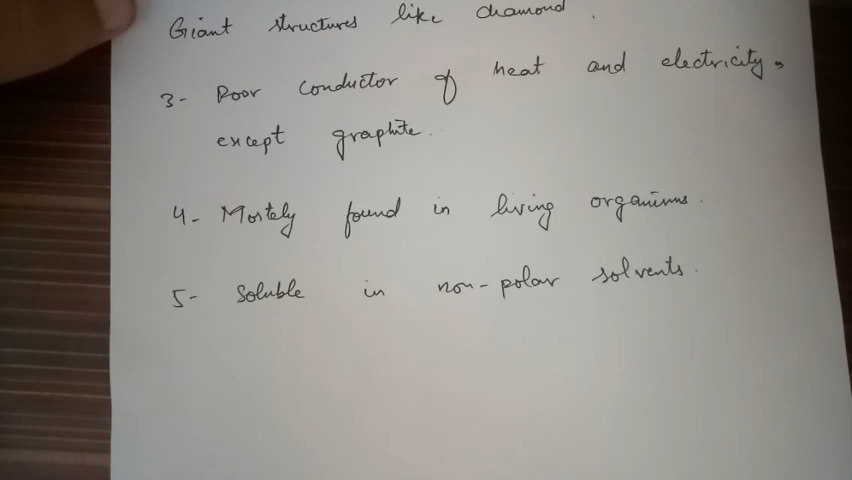 Giant structures like diamond.
3- Poor conductor of heat and electricity,
except graphite.
4- Mostely found in living organisms.
5- Soluble in non-polar solvents.